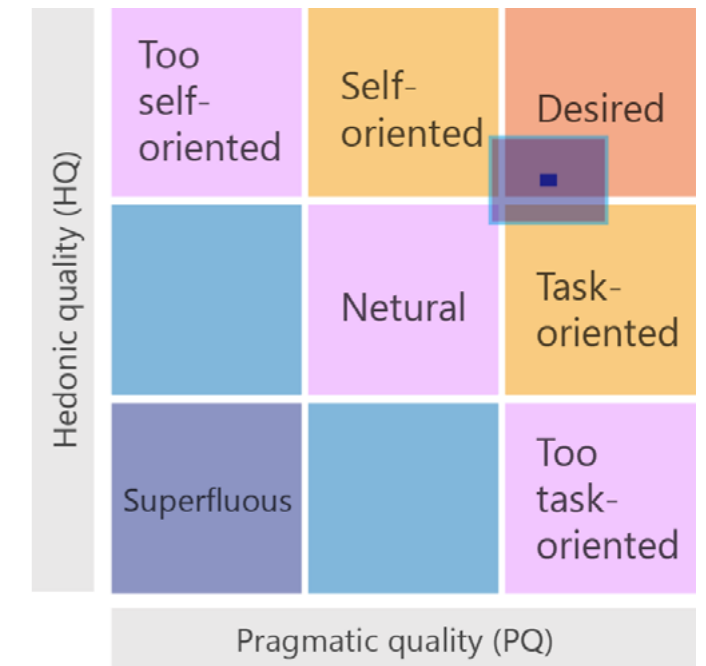 Hedonic quality (HQ)
Too
self-
oriented
Self-
oriented
Desired
Netural
Task-
oriented
Superfluous
Too
task-
oriented
Pragmatic quality (PQ)